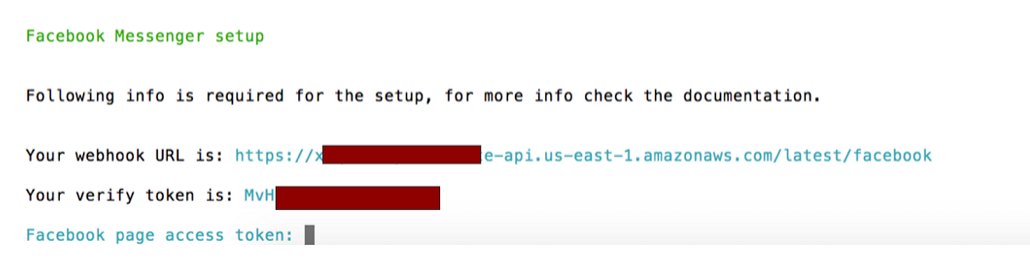 Facebook Messenger setup
Following info is required for the setup, for more info check the documentation.
Your webhook URL is: https://x e-api.us-east-1.amazonaws.com/latest/facebook
Your verify token is: MvH
Facebook page access token: